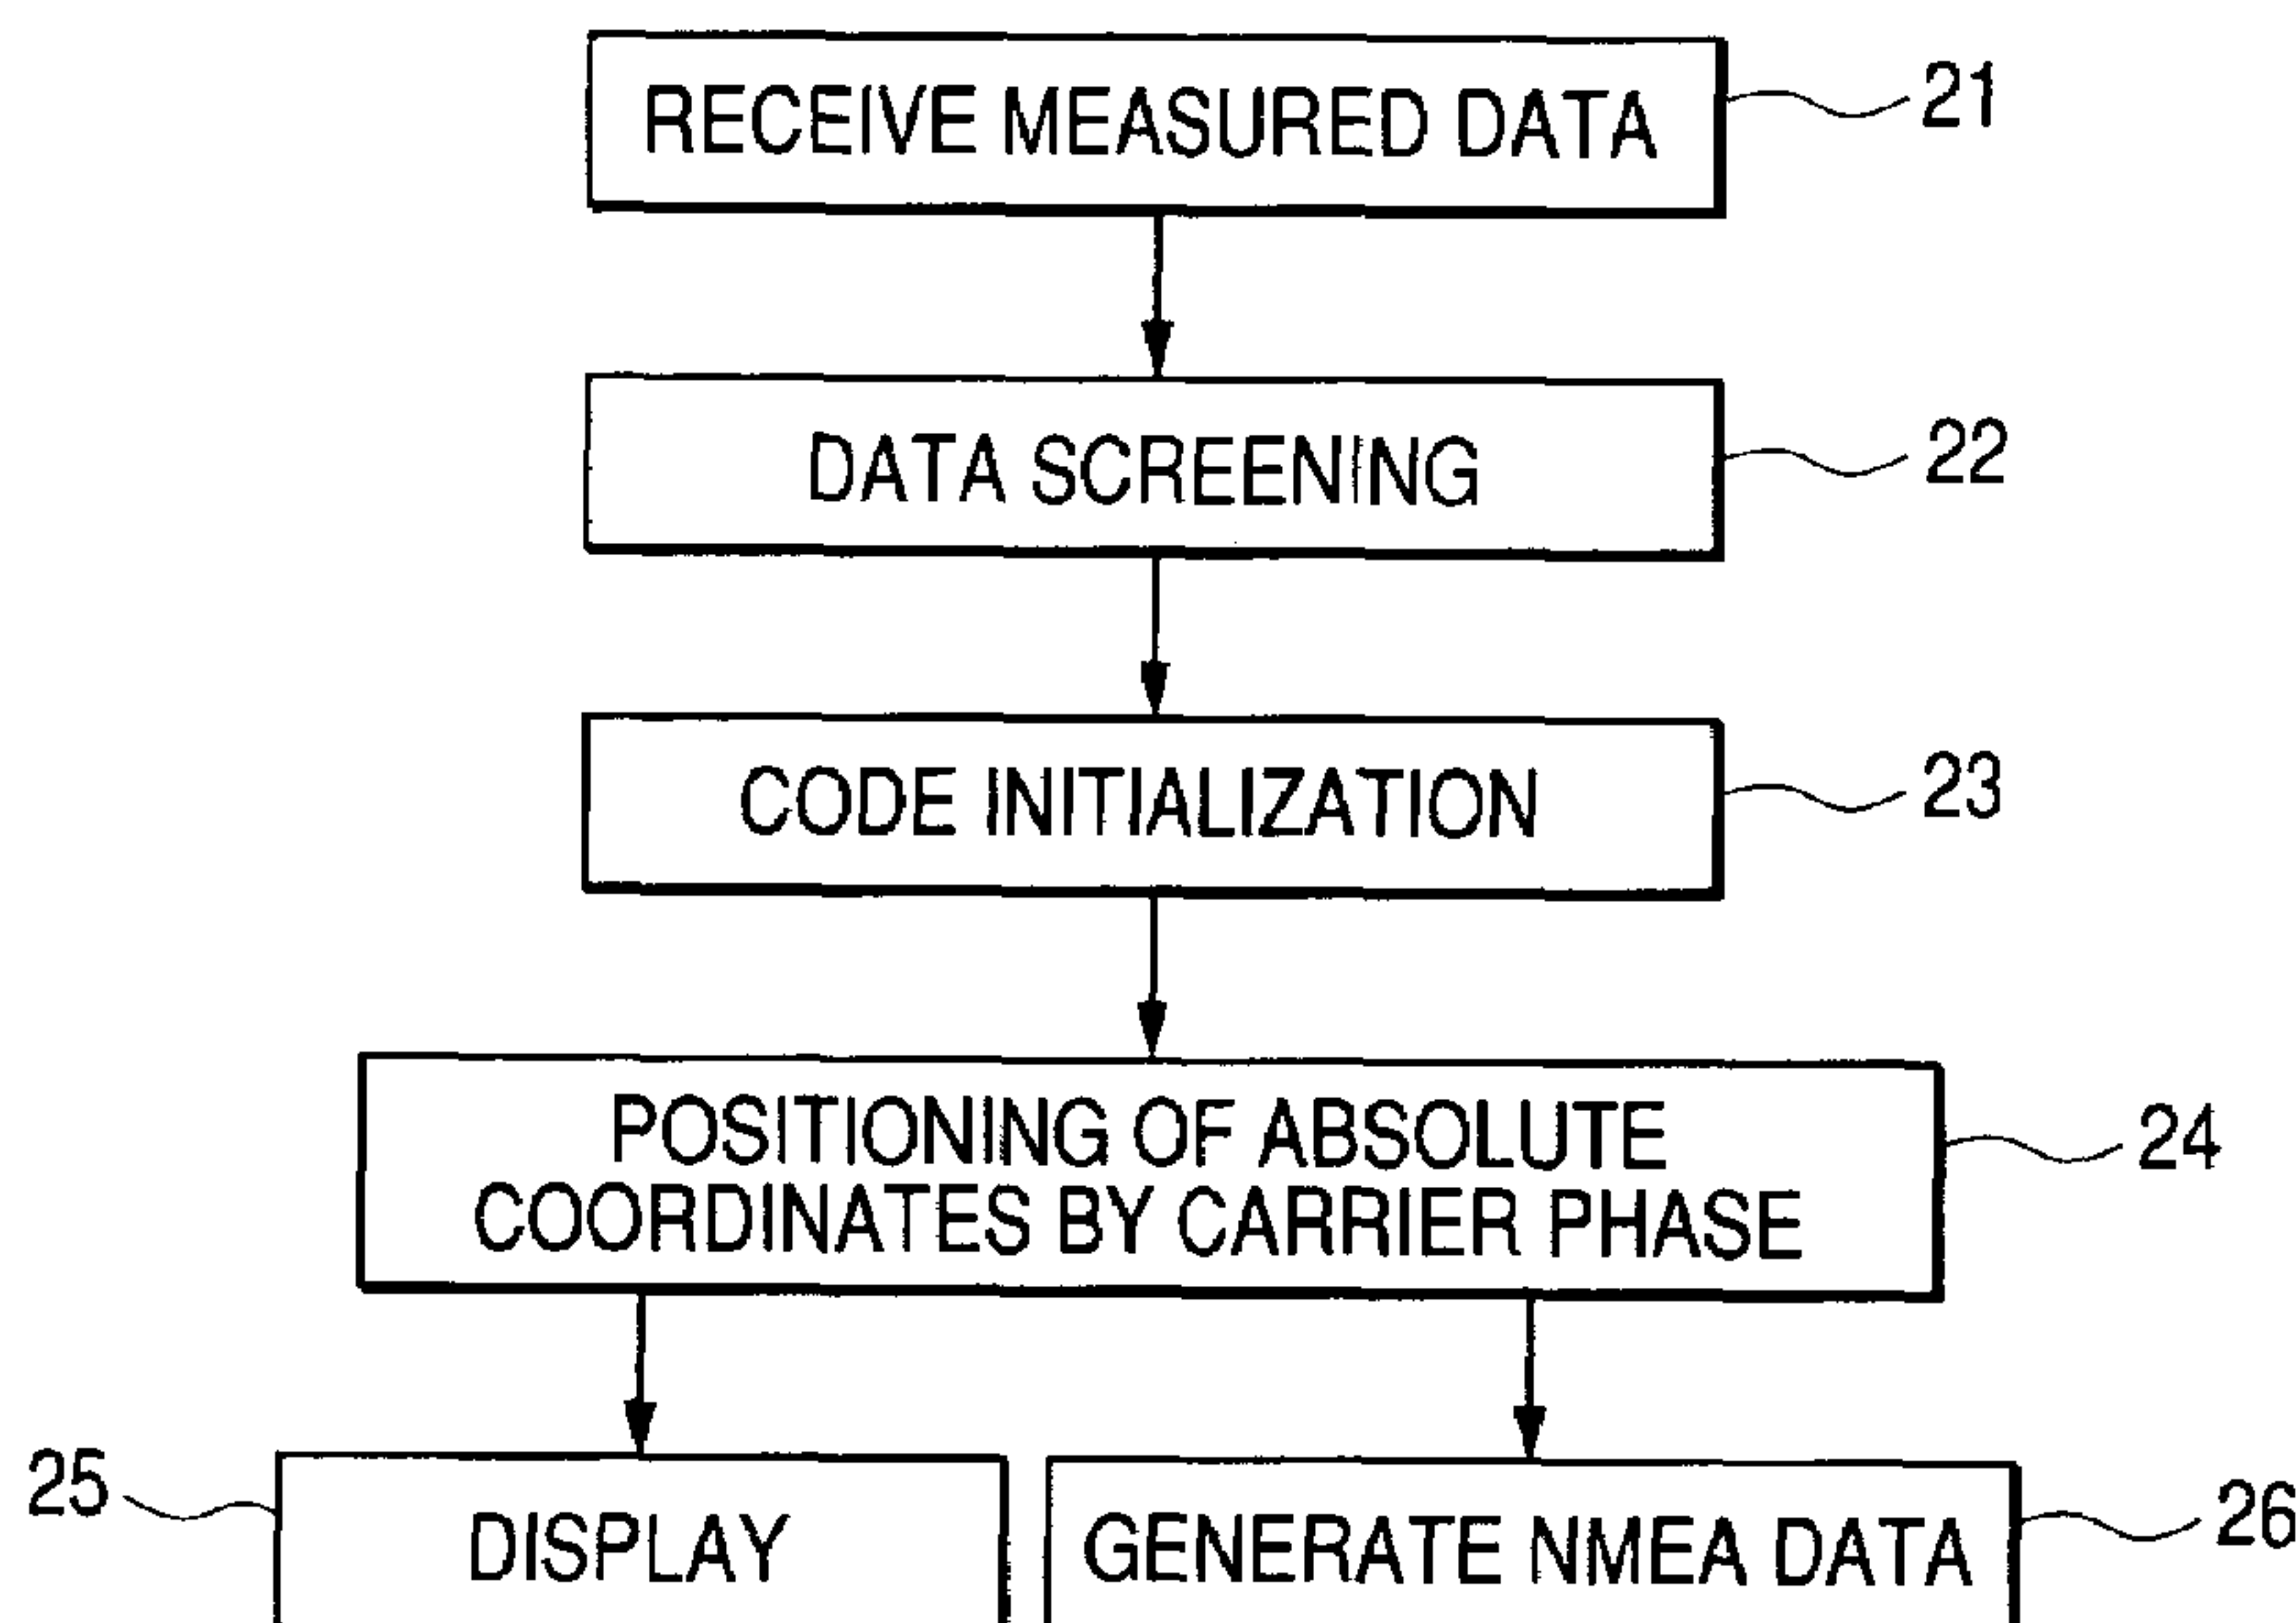 RECEIVE MEASURED DATA
21
DATA SCREENING
22
CODE INITIALIZATION
23
POSITIONING OF ABSOLUTE
COORDINATES BY CARRIER PHASE
24
25
DISPLAY
GENERATE NMEA DATA
26